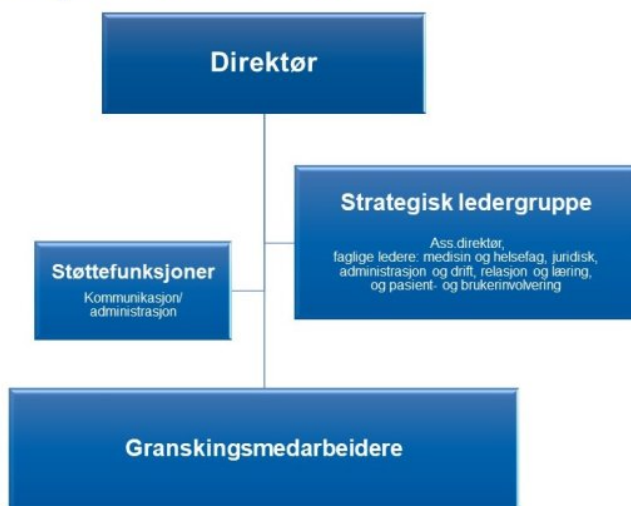 Direktør
Strategisk ledergruppe
Ass.direktør,
faglige ledere: medisin og helsefag, juridisk,
administrasjon og drift, relasjon og læring,
og pasient- og brukerinvolvering
Støttefunksjoner
Kommunikasjon/
administrasjon
Granskingsmedarbeidere